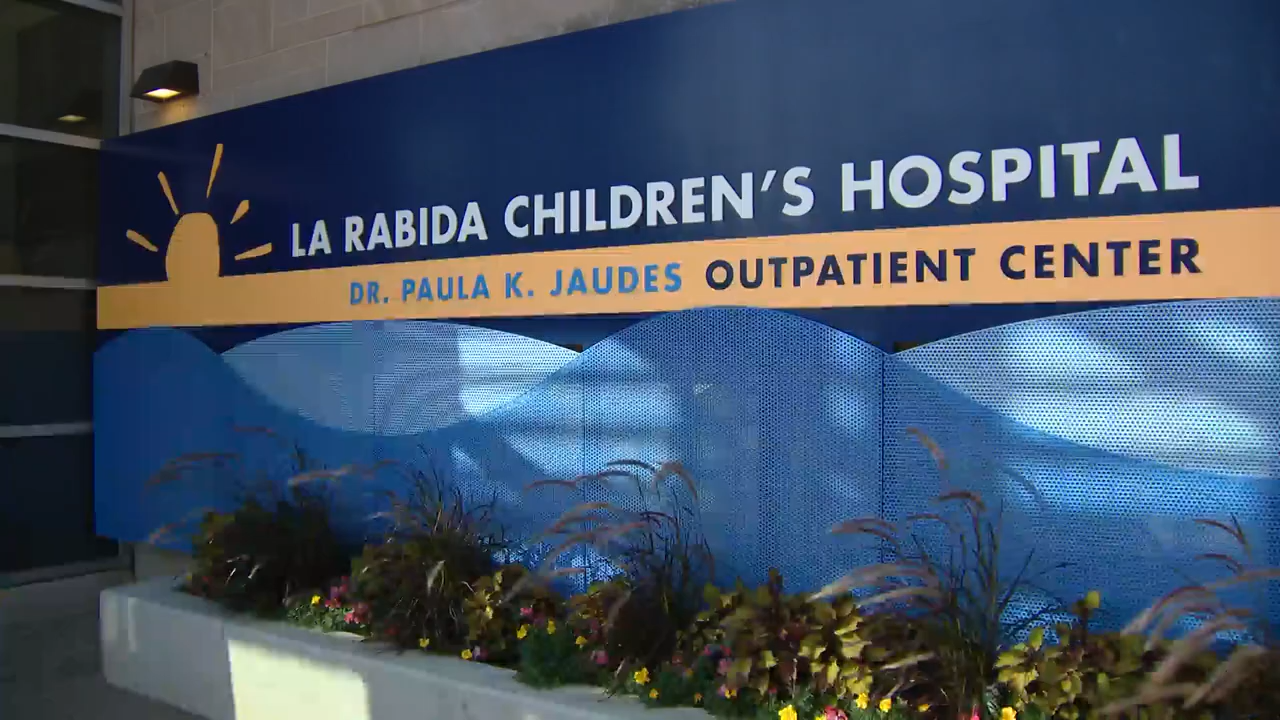 LA RABIDA CHILDREN'S HOSPITAL
DR. PAULA K. JAUDES OUTPATIENT CENTER